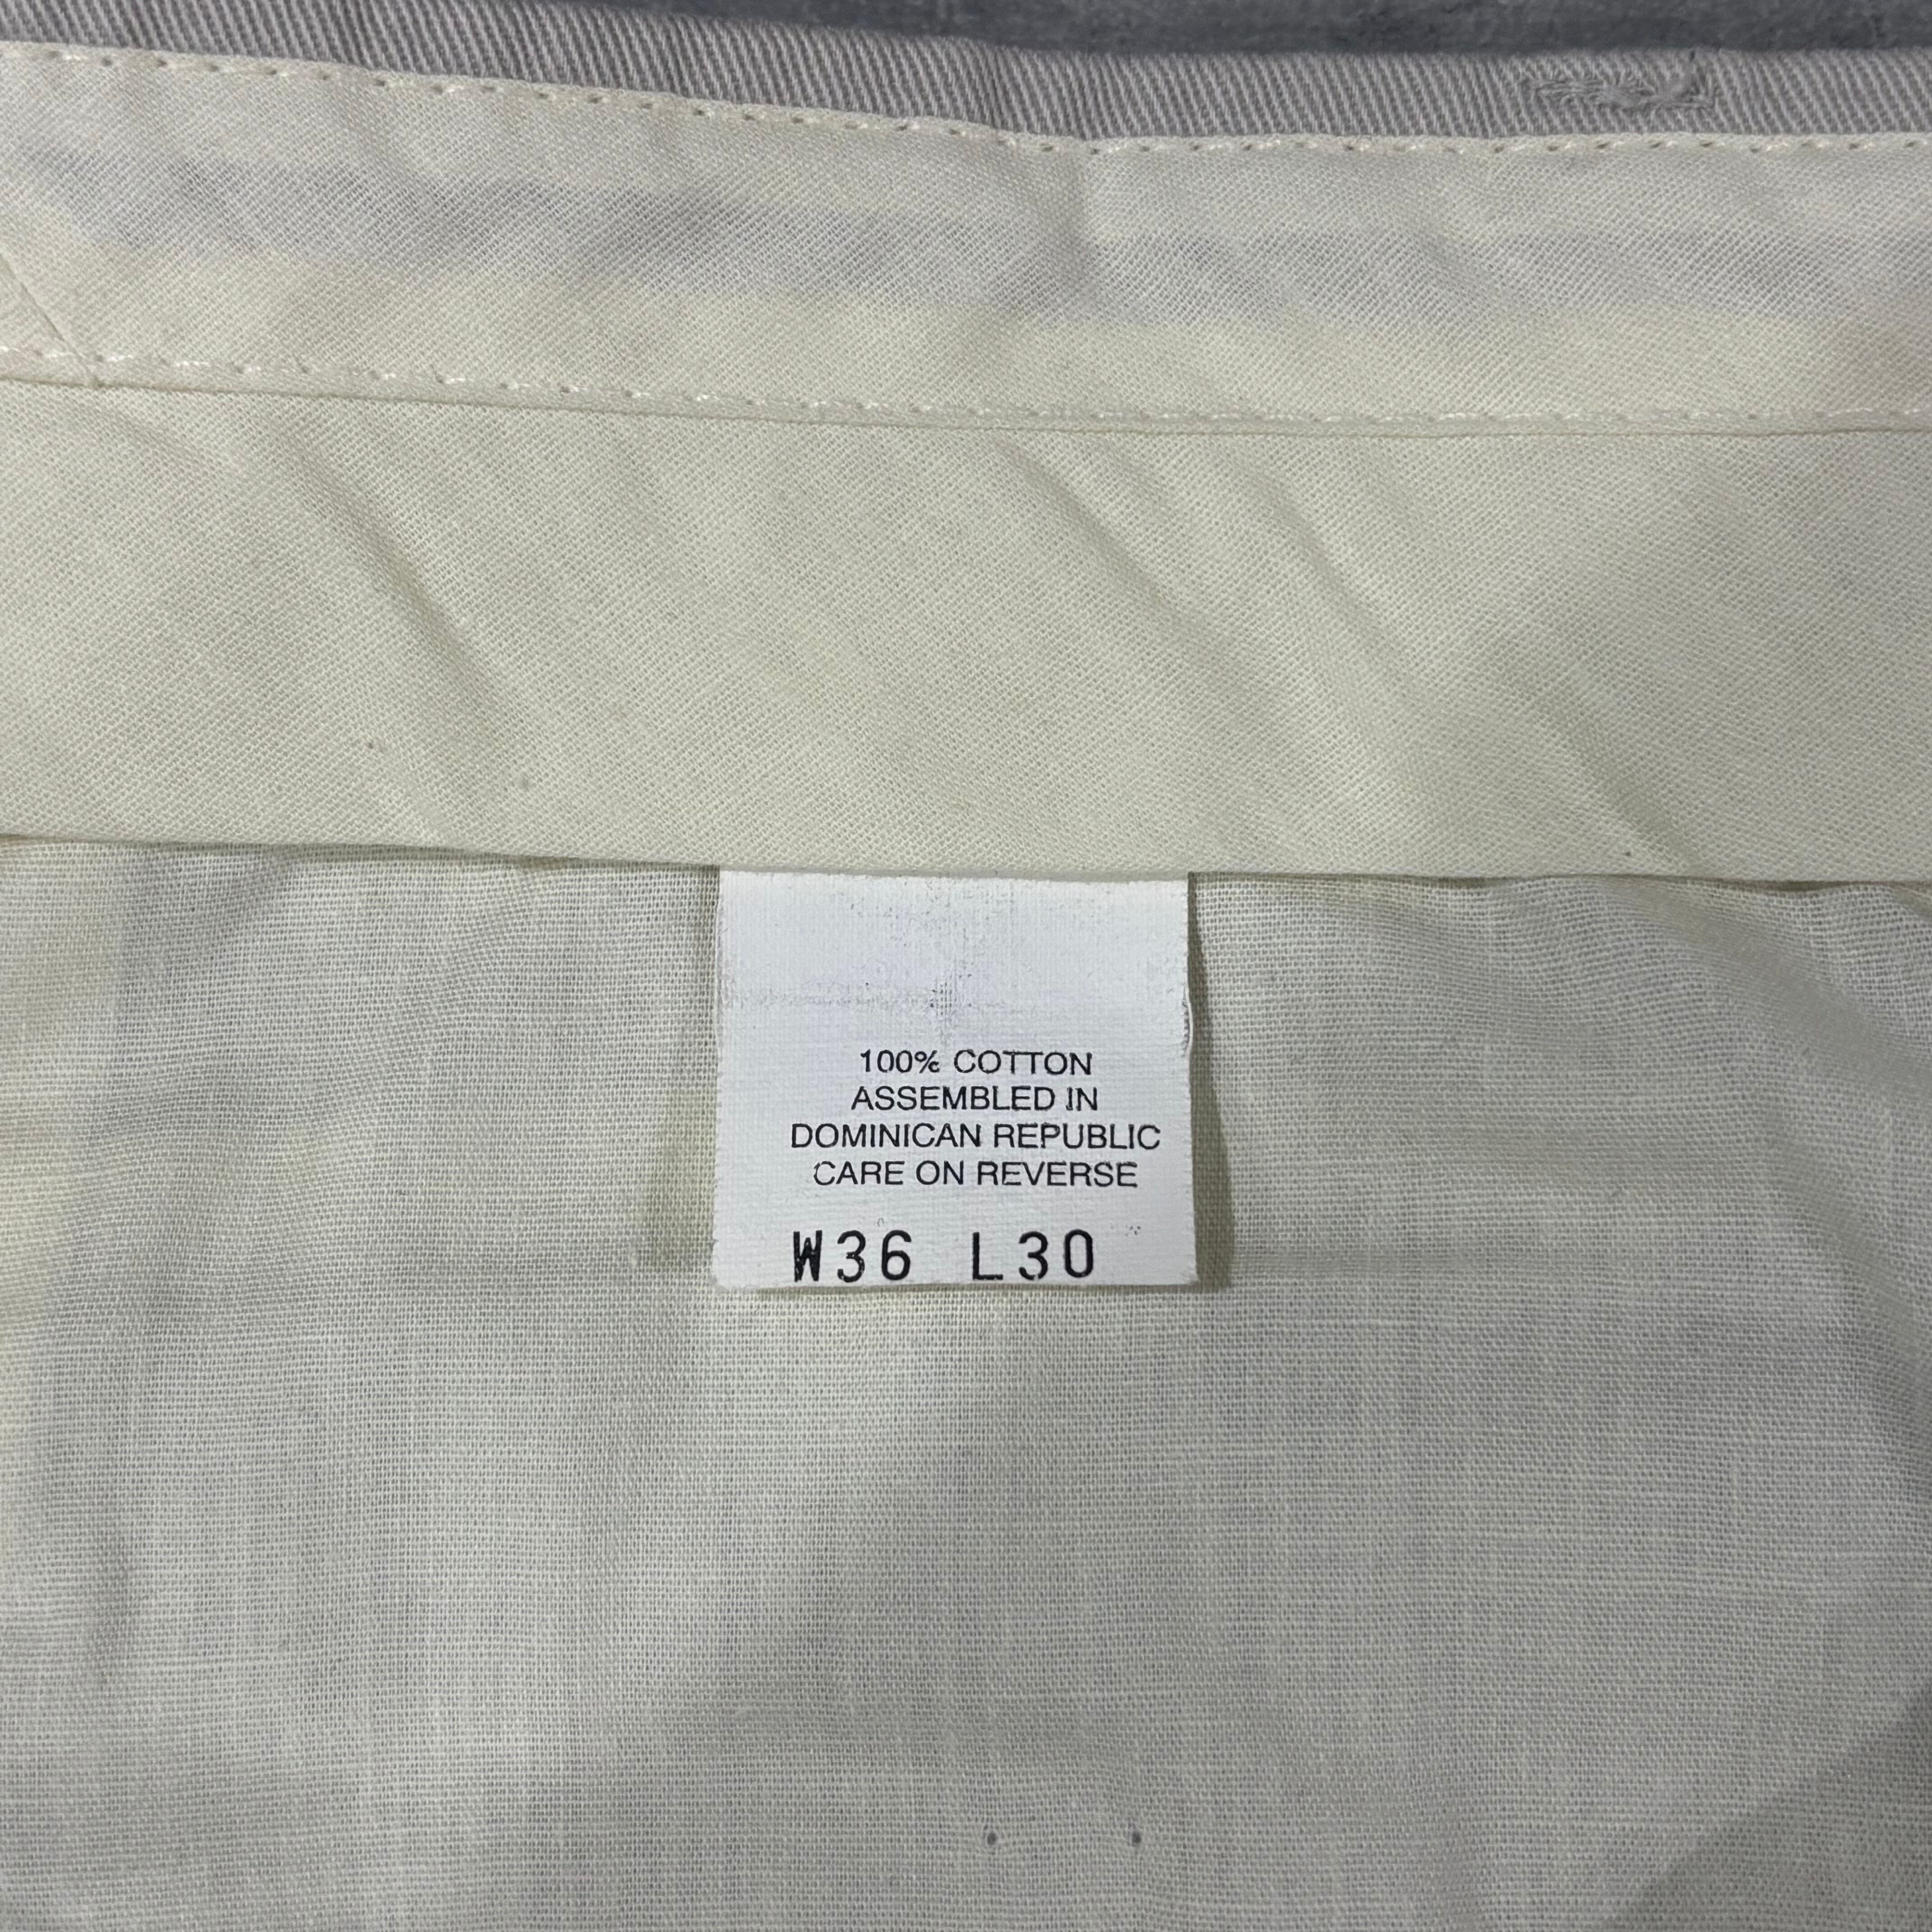 100% COTTON
ASSEMBLED IN
DOMINICAN REPUBLIC
CARE ON REVERSE
W36 L30